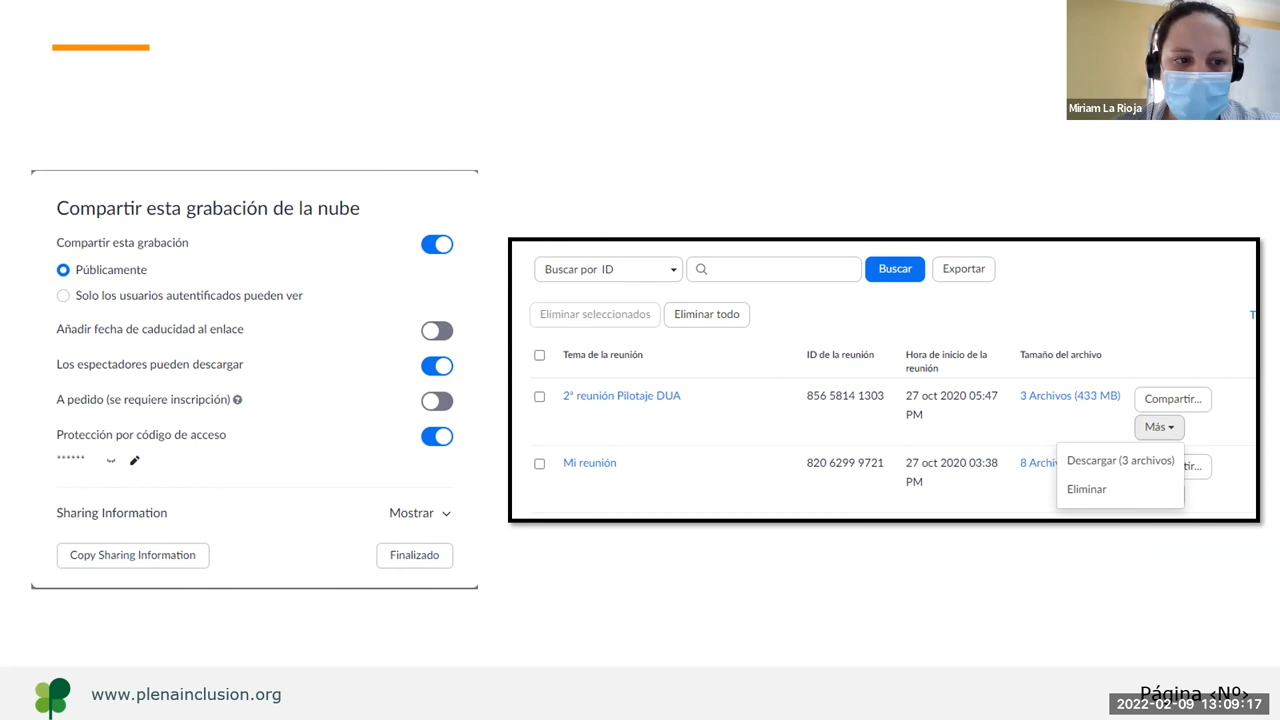 Miriam La Rioja
Compartir esta grabación de la nube
Compartir esta grabación
Públicamente
Solo los usuarios autentificados pueden ver
Añadir fecha de caducidad al enlace
Los espectadores pueden descargar
A pedido (se requiere inscripción)
Protección por código de acceso
******
Sharing Information
Mostrar
Copy Sharing Information
Finalizado
Buscar por ID
Buscar
Exportar
Eliminar seleccionados
Eliminar todo
Tema de la reunión
ID de la reunión
Hora de inicio de la
reunión
Tamaño del archivo
2ª reunión Pilotaje DUA
856 5814 1303
27 oct 2020 05:47
PM
3 Archivos (433 MB)
Compartir...
Más
Mi reunión
820 6299 9721
27 oct 2020 03:38
PM
Descargar (3 archivos)
Eliminar
www.plenainclusion.org
Página ‹Nº›
2022-02-09 13:09:17